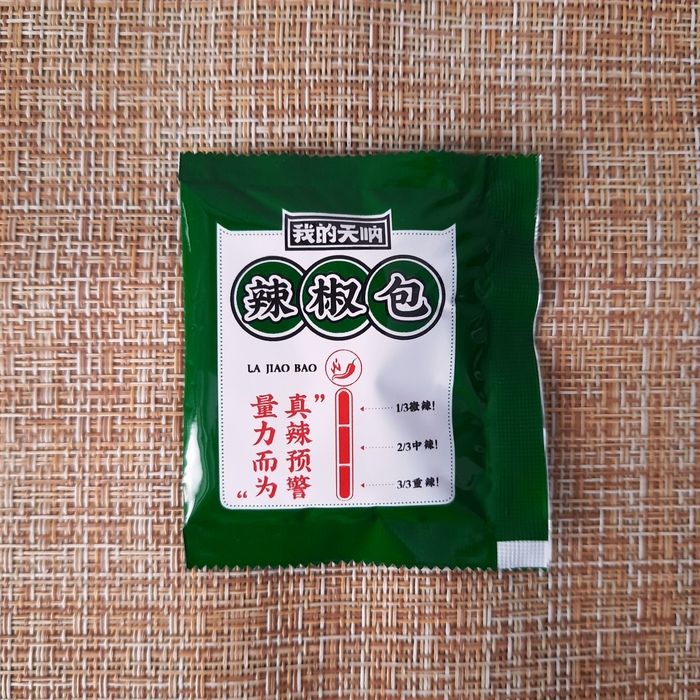 我的天呐
辣椒包
LA JIAO BAO
”真辣预警
量力而为“
1/3微辣!
2/3中辣!
3/3重辣!